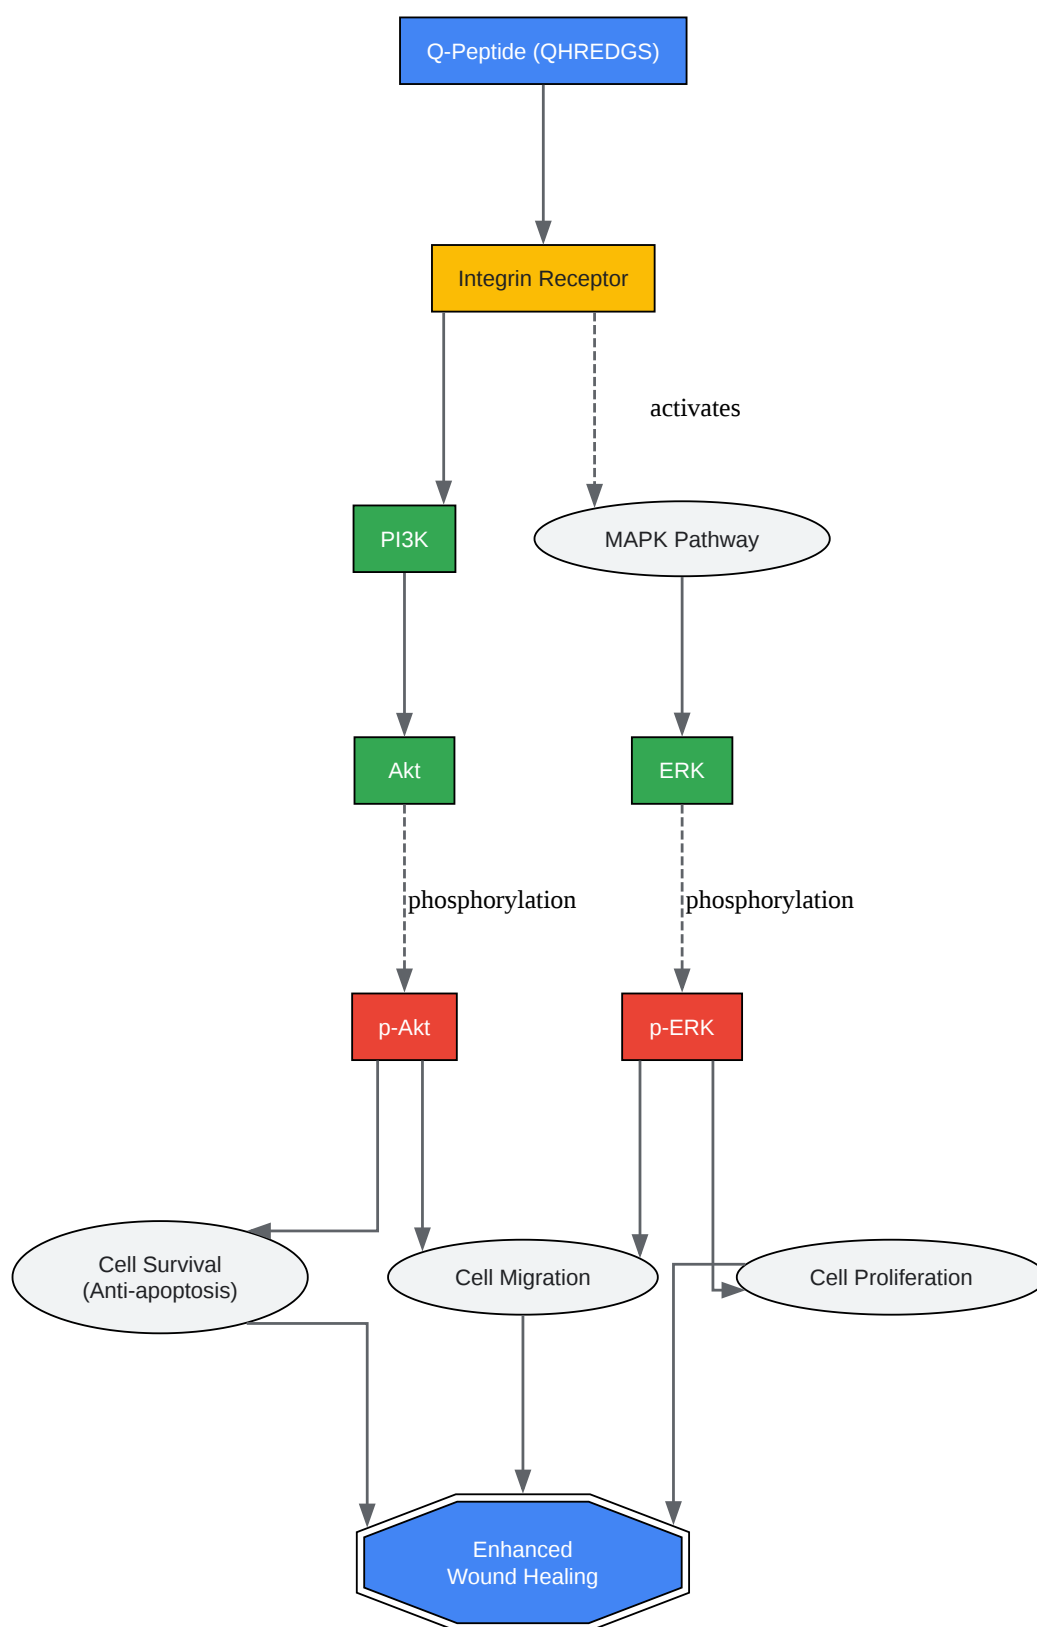 Q-Peptide (QHREDGS)
Integrin Receptor
activates
PI3K
MAPK Pathway
Akt
ERK
phosphorylation
phosphorylation
p-Akt
p-ERK
Cell Survival
(Anti-apoptosis)
Cell Migration
Cell Proliferation
Enhanced
Wound Healing